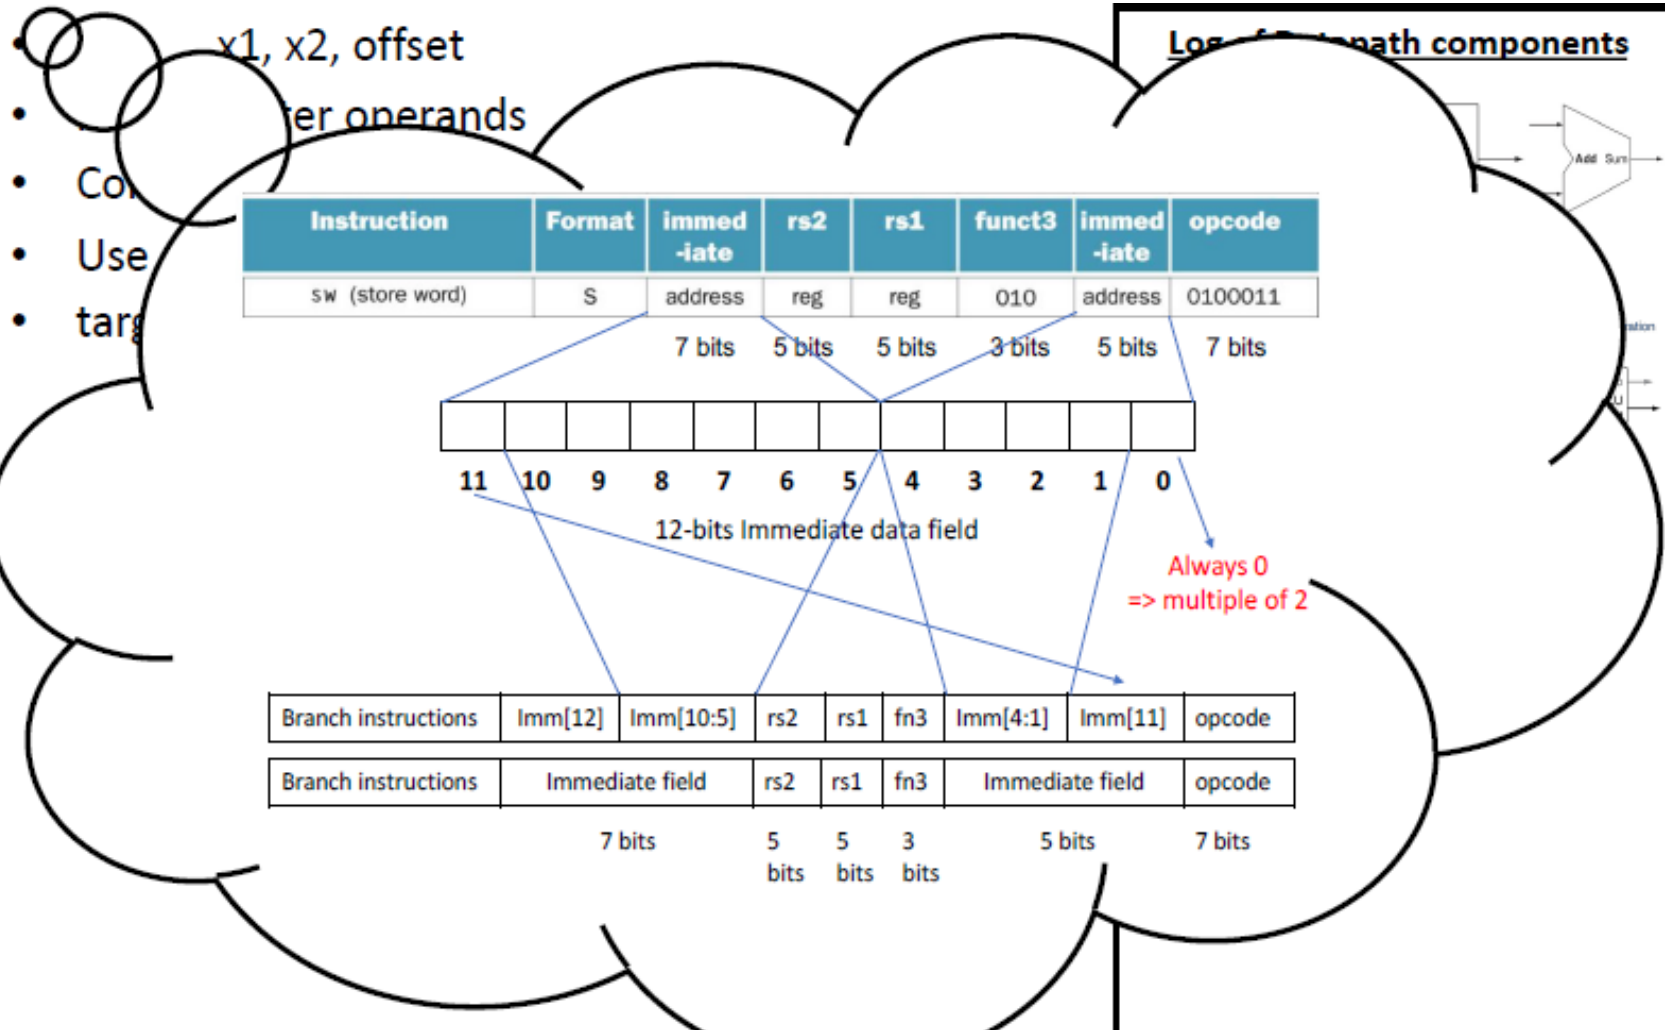 x1, x2, offset
Log of Datapath components
operands
Use
Add Sum
Instruction Format immed-iate rs2 rs1 funct3 immed-iate opcode
sw (store word) S address reg reg 010 address 0100011
7 bits 5 bits 5 bits 3 bits 5 bits 7 bits
11 10 9 8 7 6 5 4 3 2 1 0
12-bits Immediate data field
Always 0
=> multiple of 2
Branch instructions Imm[12] Imm[10:5] rs2 rs1 fn3 Imm[4:1] Imm[11] opcode
Branch instructions Immediate field rs2 rs1 fn3 Immediate field opcode
7 bits 5 bits 5 bits 3 bits 5 bits 7 bits